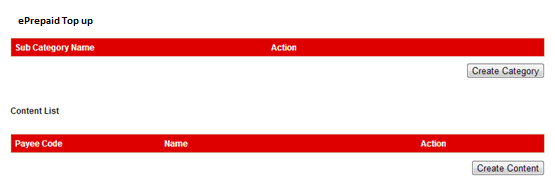 ePrepaid Top up
Sub Category Name Action
Create Category
Content List
Payee Code Name Action
Create Content